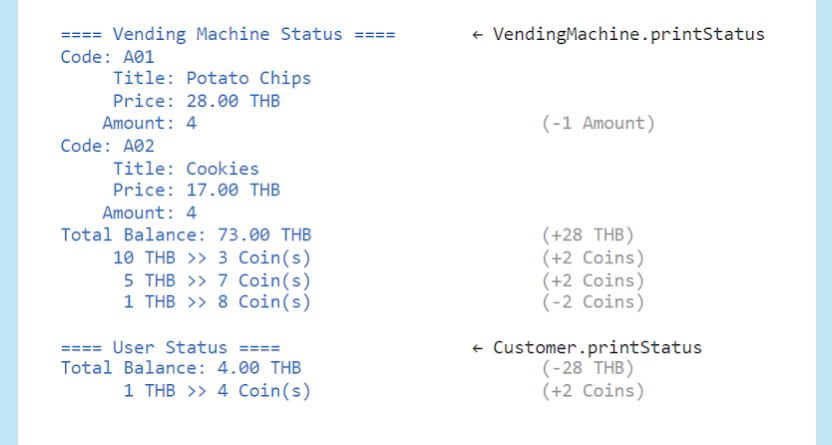 ==== Vending Machine Status ==== ← VendingMachine.printStatus
Code: A01
Title: Potato Chips
Price: 28.00 THB
Amount: 4 (-1 Amount)
Code: A02
Title: Cookies
Price: 17.00 THB
Amount: 4
Total Balance: 73.00 THB (+28 THB)
10 THB >> 3 Coin(s) (+2 Coins)
5 THB >> 7 Coin(s) (+2 Coins)
1 THB >> 8 Coin(s) (-2 Coins)
==== User Status ==== ← Customer.printStatus
Total Balance: 4.00 THB (-28 THB)
1 THB >> 4 Coin(s) (+2 Coins)